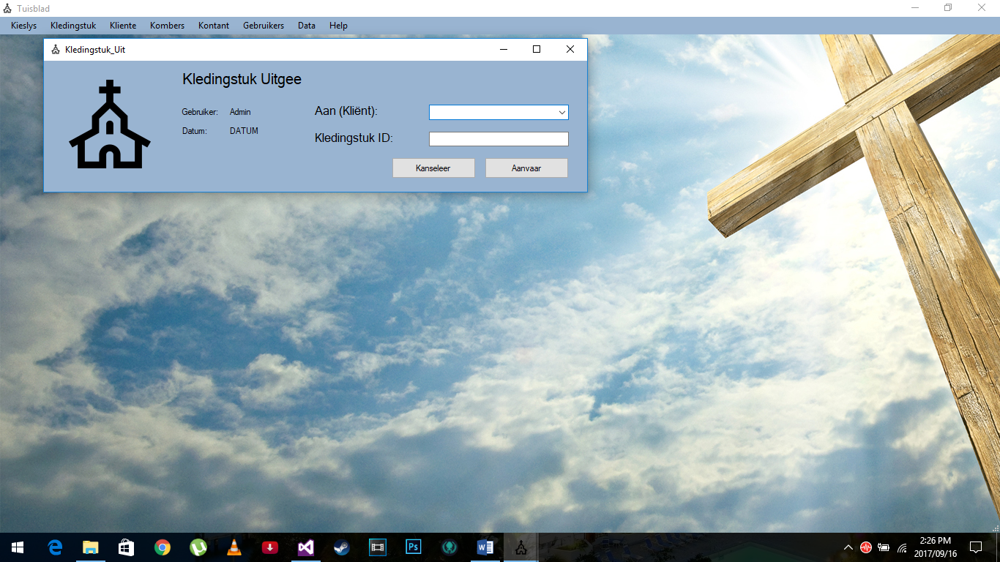 Tuisblad
Kieslys Kledingstuk Kliente Kombers Kontant Gebruikers Data Help
Kledingstuk_Uit
Kledingstuk Uitgee
Gebruiker: Admin
Aan (Kliënt):
Datum: DATUM
Kledingstuk ID:
Kanseleer Aanvaar
Ps
2:26 PM
2017/09/16